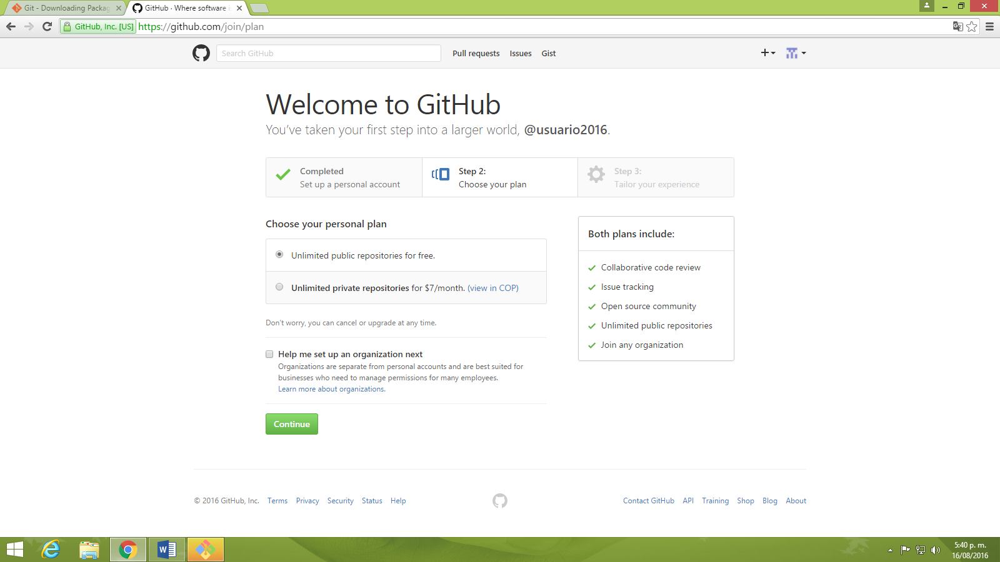 Git - Downloading Packag
GitHub · Where software i
GitHub, Inc. [US]
https://github.com/join/plan
Search GitHub
Pull requests
Issues
Gist
Welcome to GitHub
You've taken your first step into a larger world, @usuario2016.
Completed
Set up a personal account
Step 2:
Choose your plan
Step 3:
Tailor your experience
Choose your personal plan
Unlimited public repositories for free.
Unlimited private repositories for $7/month. (view in COP)
Don't worry, you can cancel or upgrade at any time.
Help me set up an organization next
Organizations are separate from personal accounts and are best suited for
businesses who need to manage permissions for many employees.
Learn more about organizations.
Continue
Both plans include:
Collaborative code review
Issue tracking
Open source community
Unlimited public repositories
Join any organization
© 2016 GitHub, Inc.
Terms
Privacy
Security
Status
Help
Contact GitHub
API
Training
Shop
Blog
About
5:40 p. m.
16/08/2016